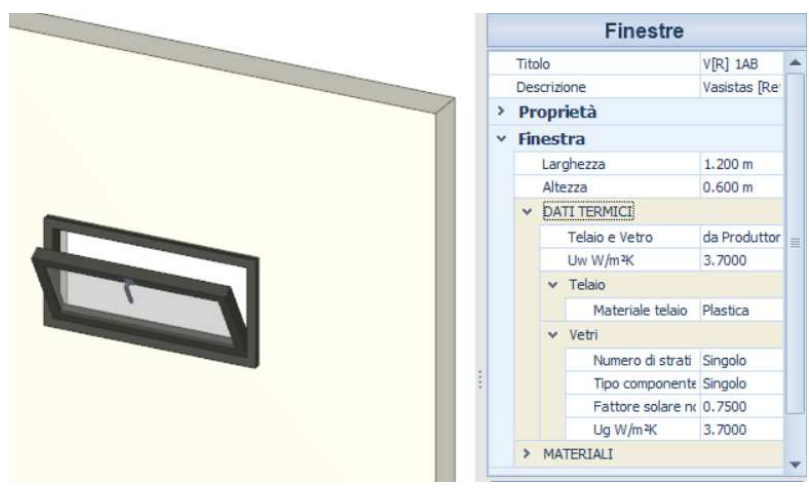 Finestre
Titolo V[R] 1AB
Descrizione Vasistas [Re
Proprietà
Finestra
Larghezza 1.200 m
Altezza 0.600 m
DATI TERMICI
Telaio e Vetro da Produttor
Uw W/m²K 3.7000
Telaio
Materiale telaio Plastica
Vetri
Numero di strati Singolo
Tipo componente Singolo
Fattore solare no 0.7500
Ug W/m²K 3.7000
MATERIALI